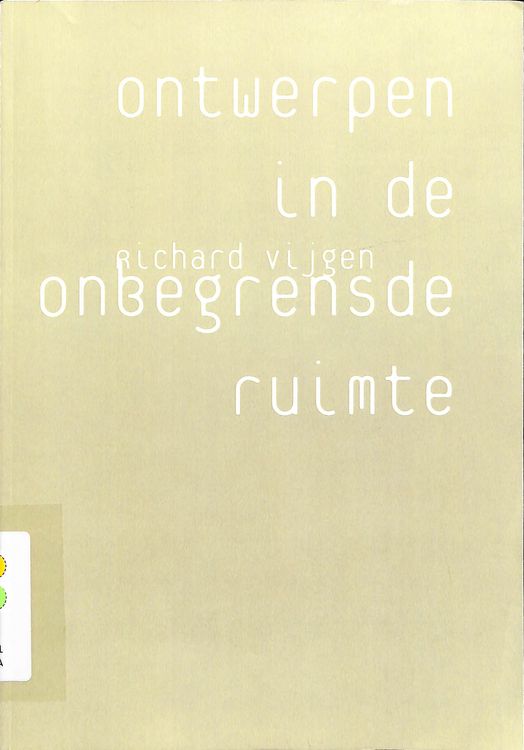 ontwerpen
in de
Richard Vijgen
onBegrensde
ruimte
L
A